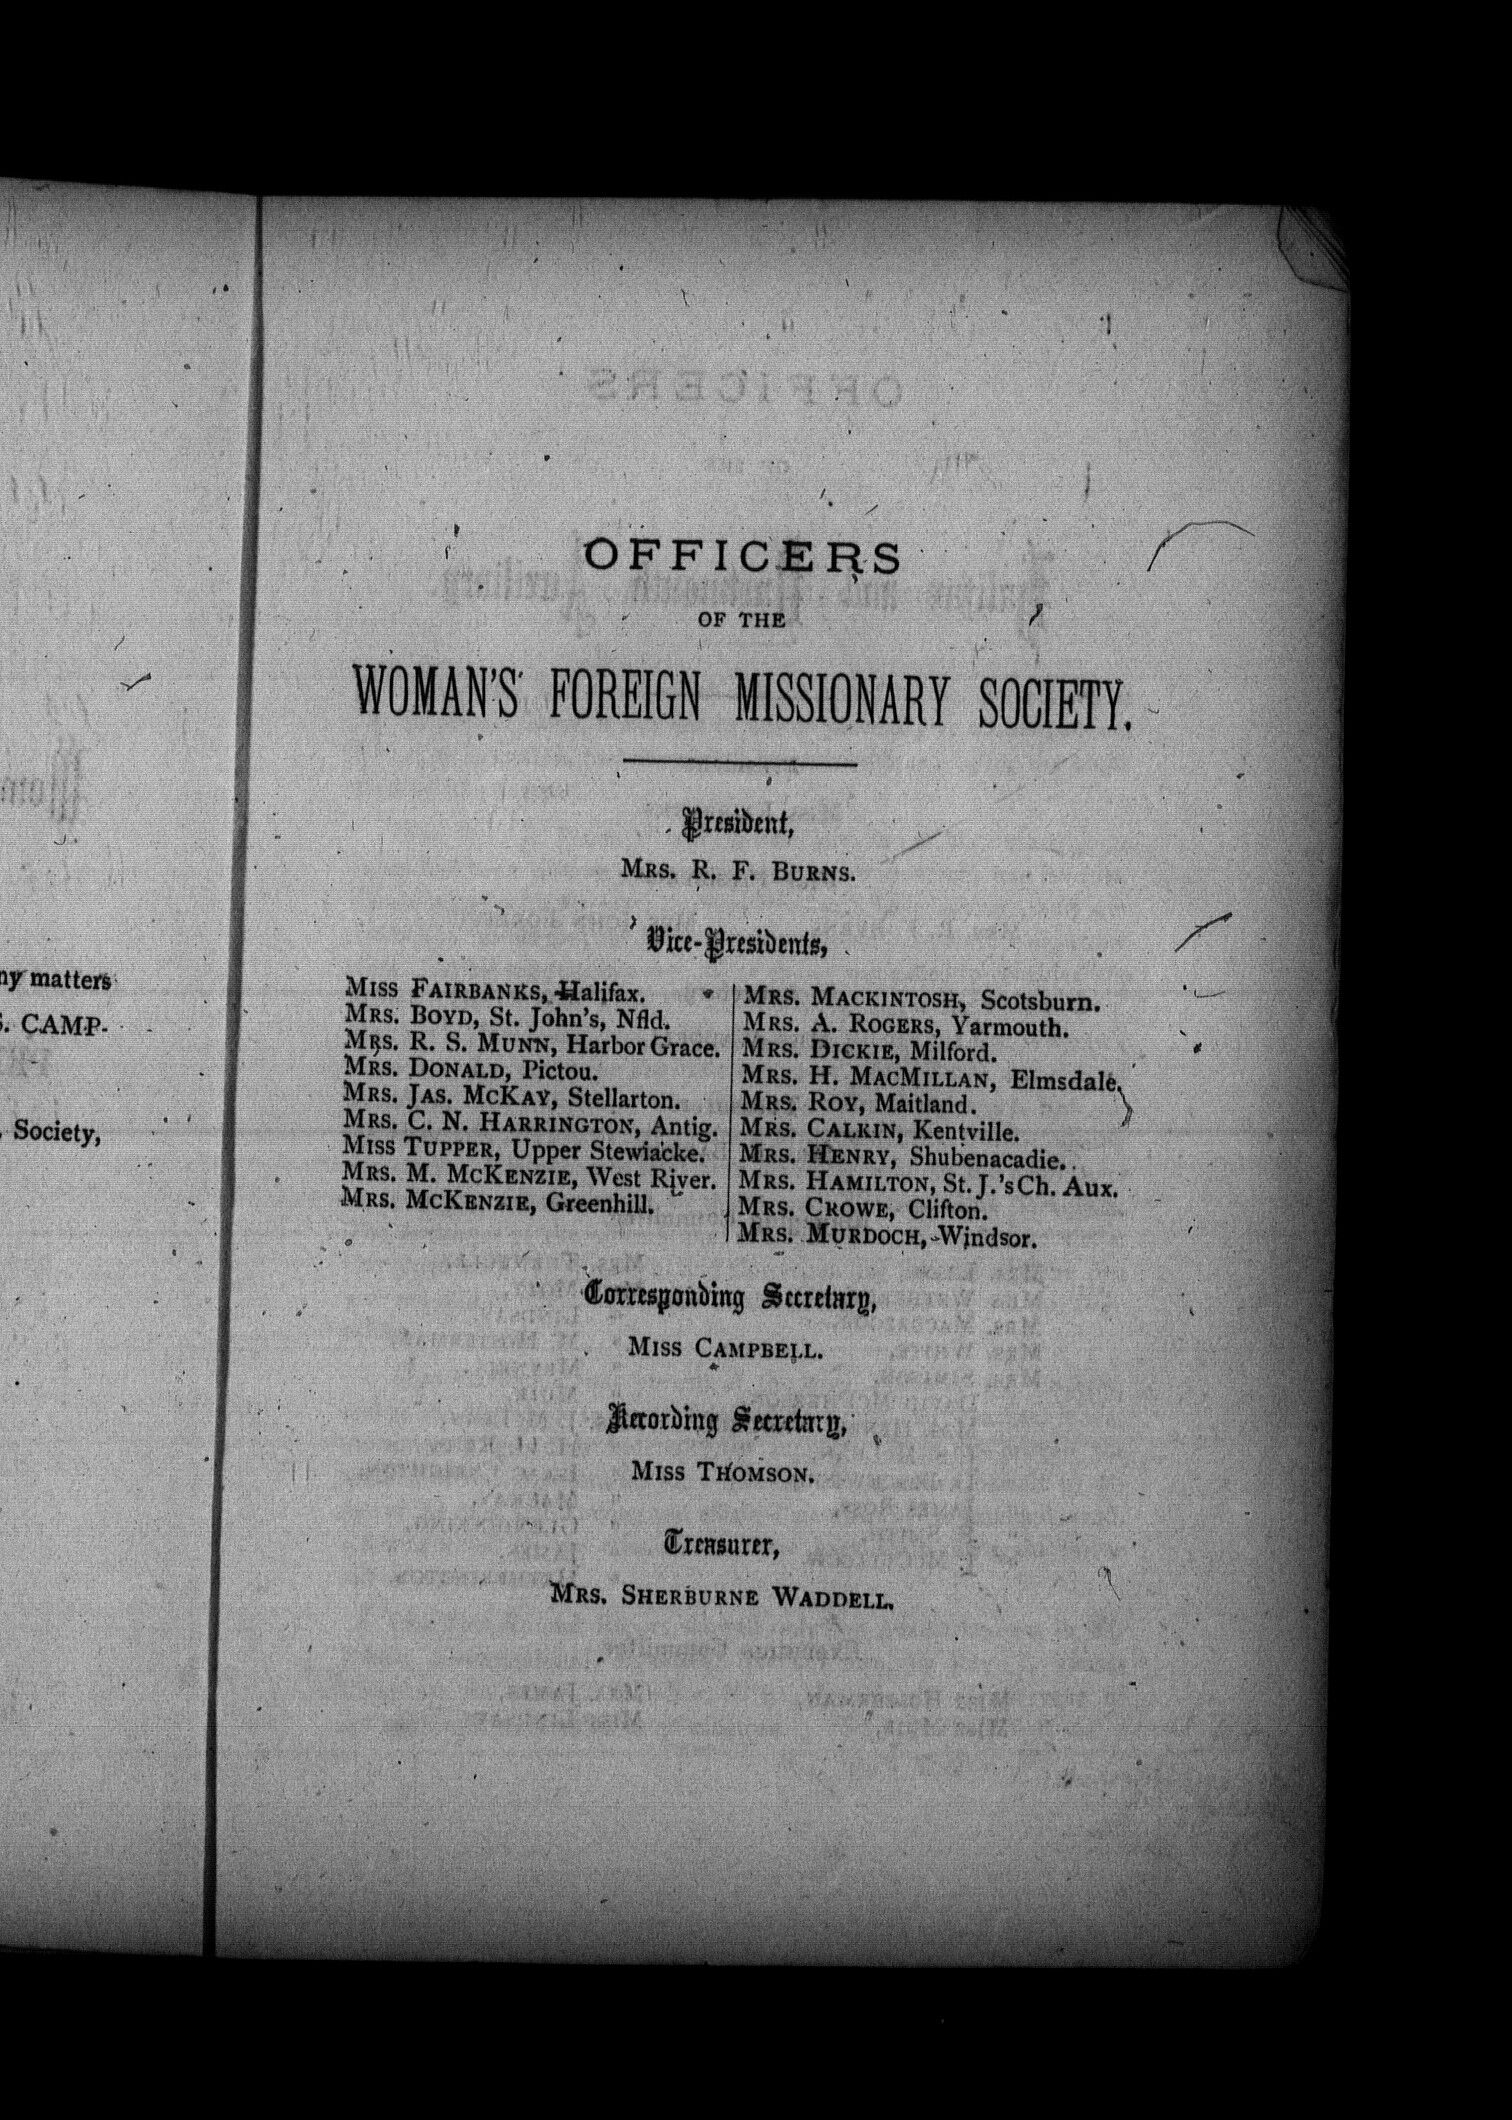 ny matters
S. CAMP-
Society,
OFFICERS
OF THE
WOMAN'S FOREIGN MISSIONARY SOCIETY.
President,
MRS. R. F. BURNS.
Vice-Presidents,
MISS FAIRBANKS, Halifax.
MRS. BOYD, St. John's, Nfld.
MRS. R. S. MUNN, Harbor Grace.
MRS. DONALD, Pictou.
MRS. JAS. MCKAY, Stellarton.
MRS. C. N. HARRINGTON, Antig.
MISS TUPPER, Upper Stewiacke.
MRS. M. MCKENZIE, West River.
MRS. MCKENZIE, Greenhill.
MRS. MACKINTOSH, Scotsburn.
MRS. A. ROGERS, Yarmouth.
MRS. DICKIE, Milford.
MRS. H. MACMILLAN, Elmsdale.
MRS. ROY, Maitland.
MRS. CALKIN, Kentville.
MRS. HENRY, Shubenacadie.
MRS. HAMILTON, St. J.'s Ch. Aux.
MRS. CROWE, Clifton.
MRS. MURDOCH, Windsor.
Corresponding Secretary,
MISS CAMPBELL.
Recording Secretary,
MISS THOMSON.
Treasurer,
MRS. SHERBURNE WADDELL.